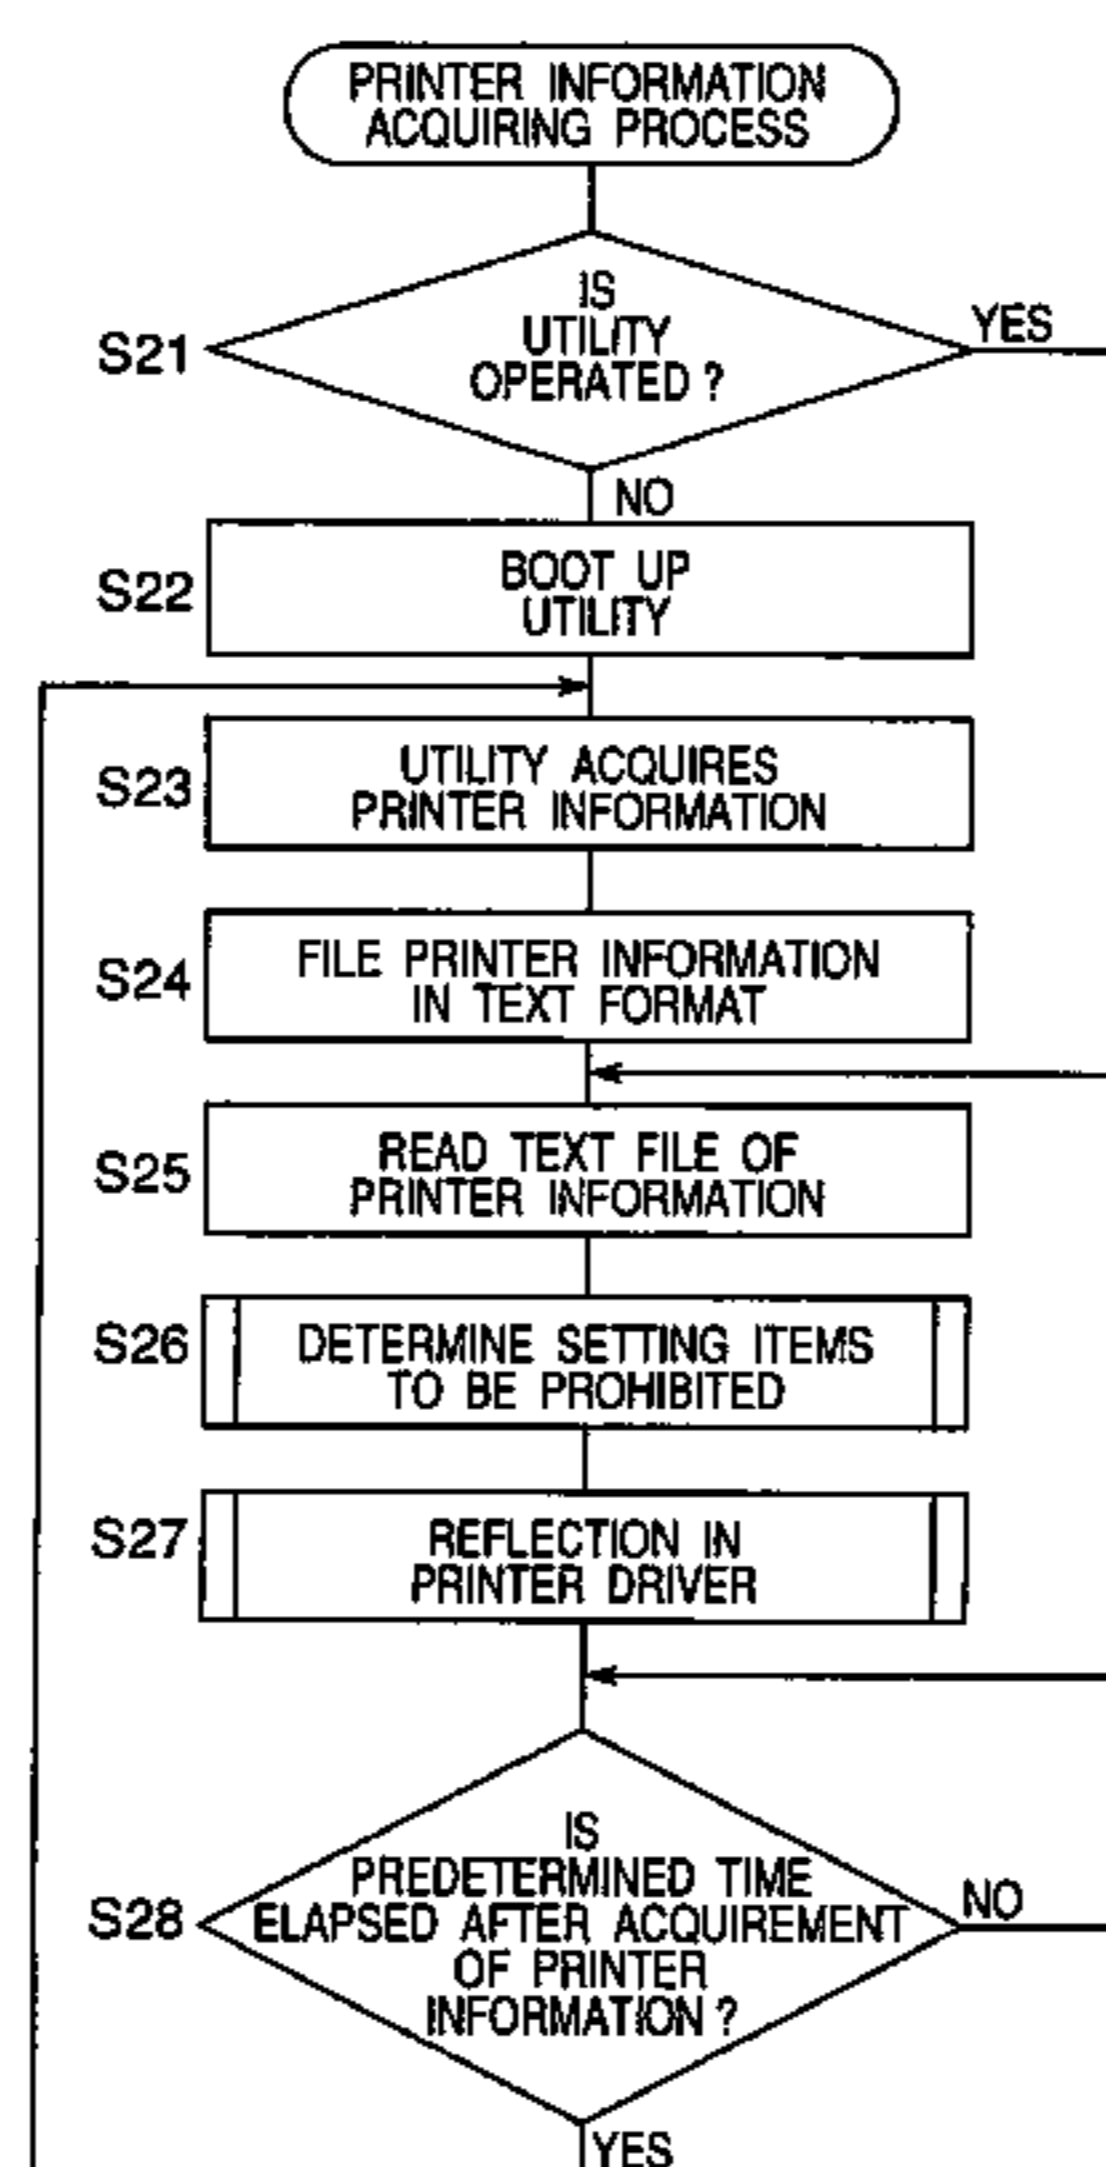 PRINTER INFORMATION
ACQUIRING PROCESS
S21
IS
UTILITY
OPERATED ?
YES
NO
S22
BOOT UP
UTILITY
S23
UTILITY ACQUIRES
PRINTER INFORMATION
S24
FILE PRINTER INFORMATION
IN TEXT FORMAT
S25
READ TEXT FILE OF
PRINTER INFORMATION
S26
DETERMINE SETTING ITEMS
TO BE PROHIBITED
S27
REFLECTION IN
PRINTER DRIVER
S28
IS
PREDETERMINED TIME
ELAPSED AFTER ACQUIREMENT
OF PRINTER
INFORMATION ?
NO
YES